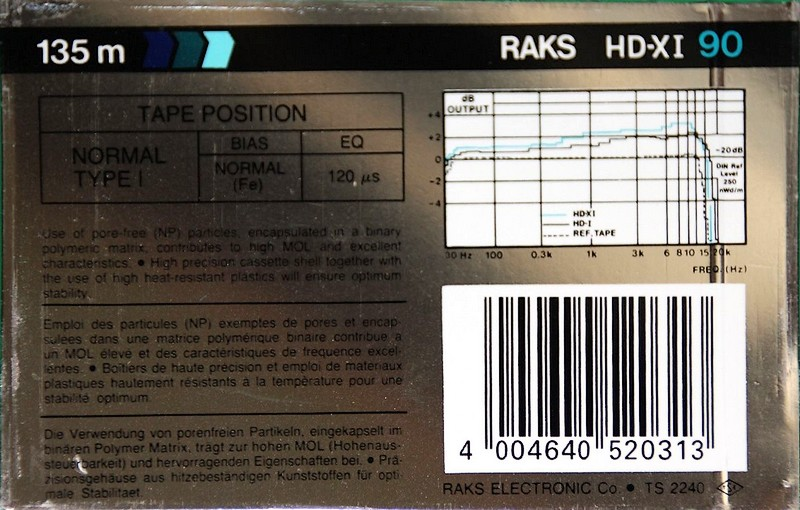 135 m
RAKS HD-XI 90
TAPE POSITION
NORMAL TYPE I
BIAS
EQ
NORMAL (Fe)
120 µs
Use of pore-free (NP) particles, encapsulated in a binary
polymeric matrix, contributes to high MOL and excellent
characteristics. ● High precision cassette shell together with
the use of high heat-resistant plastics will ensure optimum
stability.
Emploi des particules (NP) exemptes de pores et encap-
sulées dans une matrice polymérique binaire contribue à
un MOL élevé et des caractéristiques de frequence excel-
lentes. ● Boîtiers de haute précision et emploi de materiaux
plastiques hautement résistants à la température pour une
stabilité optimum.
Die Verwendung von porenfreien Partikeln, eingekapselt im
binären Polymer Matrix, trägt zur hohen MOL (Hohenaus-
steuerbarkeit) und hervorragenden Eigenschaften bei. ● Prä-
zisionsgehäuse aus hitzebeständigen Kunststoffen für opti-
male Stabilitaet.
dB
OUTPUT
+4
+2
0
-2
-4
-20dB
DIN Ref
Level
250
nWd/m
HD-XI
HD-I
REF. TAPE
30 Hz 100 0.3k 1k 3k 6 8 10 15 20k
FREQ. (Hz)
4 004640 520313
RAKS ELECTRONIC Co. ● TS 2240